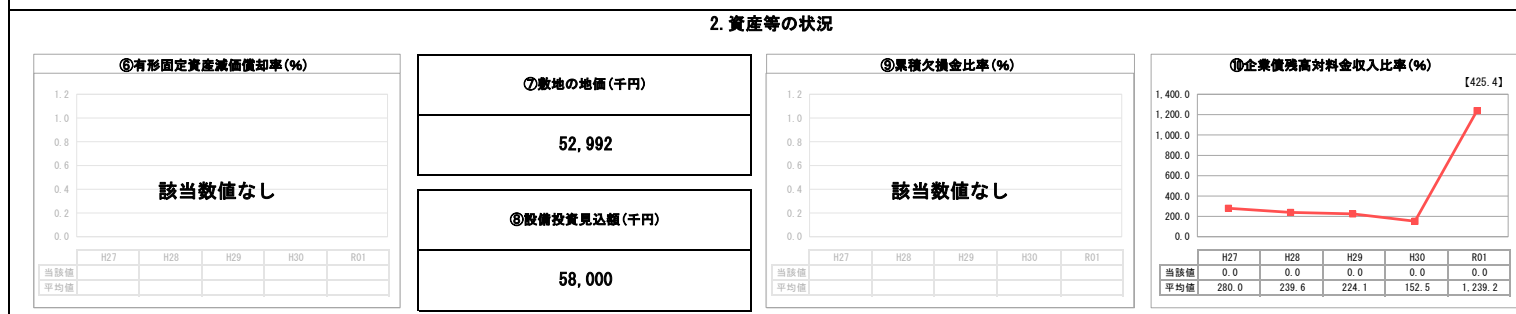 2. 資産等の状況
⑥有形固定資産減価償却率(%)
1.2
1.0
0.8
0.6
0.4
0.2
0.0
該当数値なし
H27 H28 H29 H30 R01
当該値
平均値
⑦敷地の地価(千円)
52,992
⑧設備投資見込額(千円)
58,000
⑨累積欠損金比率(%)
1.2
1.0
0.8
0.6
0.4
0.2
0.0
該当数値なし
H27 H28 H29 H30 R01
当該値
平均値
⑩企業債残高対料金収入比率(%)
【425.4】
1,400.0
1,200.0
1,000.0
800.0
600.0
400.0
200.0
0.0
H27 H28 H29 H30 R01
当該値 0.0 0.0 0.0 0.0 0.0
平均値 280.0 239.6 224.1 152.5 1,239.2